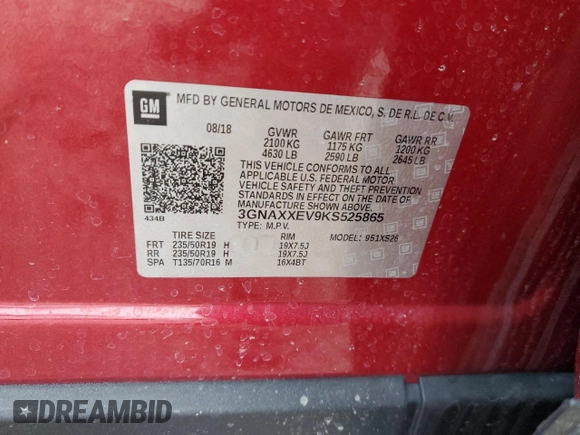 GM
MFD BY GENERAL MOTORS DE MEXICO, S. DE R.L. DE C.V.
08/18 GVWR GAWR FRT GAWR RR
2100 KG 1175 KG 1200 KG
4630 LB 2590 LB 2645 LB
THIS VEHICLE CONFORMS TO ALL
APPLICABLE U.S. FEDERAL MOTOR
VEHICLE SAFETY AND THEFT PREVENTION
STANDARDS IN EFFECT ON THE DATE OF
MANUFACTURE SHOWN ABOVE.
3GNAXXEV9KS525865
434B
TYPE: M.P.V.
TIRE SIZE RIM MODEL: 951XS26
FRT 235/50R19 H 19X7.5J
RR 235/50R19 H 19X7.5J
SPA T135/70R16 M 16X4BT
DREAMBID